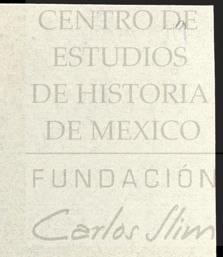 CENTRO DE
ESTUDIOS
DE HISTORIA
DE MEXICO
FUNDACIÓN
Carlos Slim